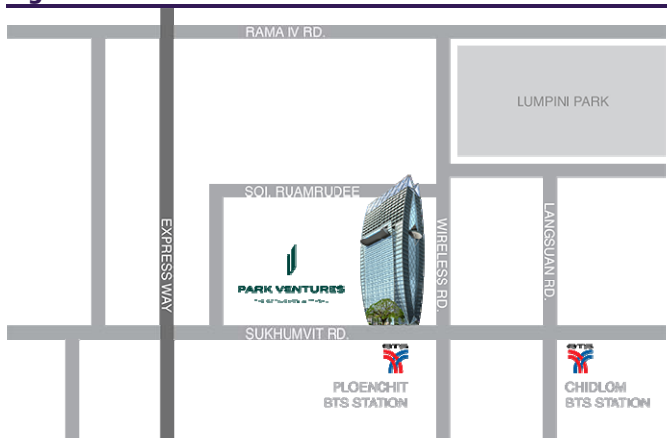 RAMA IV RD.
LUMPINI PARK
SOI. RUAMRUDEE
EXPRESS WAY
WIRELESS RD.
LANGSUAN RD.
PARK VENTURES
SUKHUMVIT RD.
BTS
PLOENCHIT
BTS STATION
BTS
CHIDLOM
BTS STATION